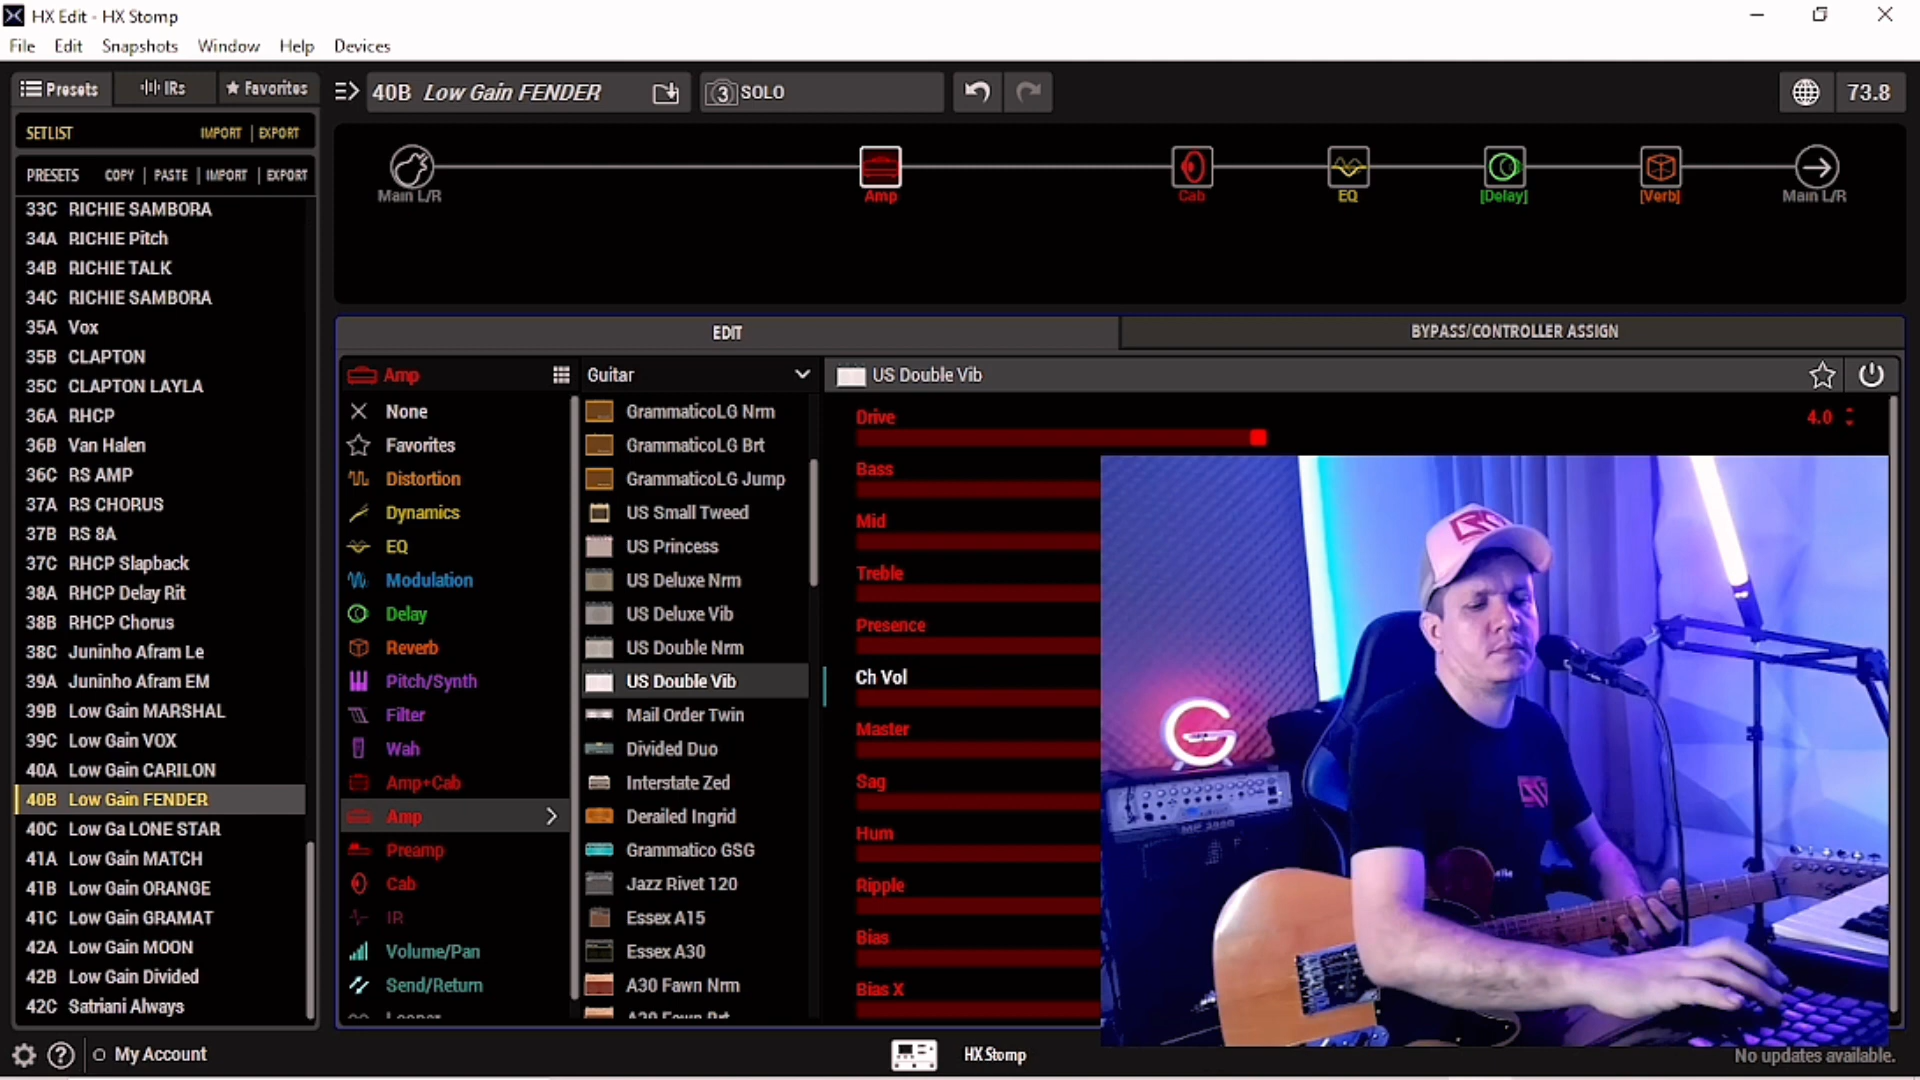 HX Edit - HX Stomp
File Edit Snapshots Window Help Devices
Presets IRs Favorites
40B Low Gain FENDER
3 SOLO
73.8
SETLIST IMPORT | EXPORT
PRESETS COPY | PASTE | IMPORT | EXPORT
33C RICHIE SAMBORA
34A RICHIE Pitch
34B RICHIE TALK
34C RICHIE SAMBORA
35A Vox
35B CLAPTON
35C CLAPTON LAYLA
36A RHCP
36B Van Halen
36C RS AMP
37A RS CHORUS
37B RS 8A
37C RHCP Slapback
38A RHCP Delay Rit
38B RHCP Chorus
38C Juninho Afram Le
39A Juninho Afram EM
39B Low Gain MARSHAL
39C Low Gain VOX
40A Low Gain CARILON
40B Low Gain FENDER
40C Low Ga LONE STAR
41A Low Gain MATCH
41B Low Gain ORANGE
41C Low Gain GRAMAT
42A Low Gain MOON
42B Low Gain Divided
42C Satriani Always
Main L/R
Amp
Cab
EQ
[Delay]
[Verb]
Main L/R
EDIT
BYPASS/CONTROLLER ASSIGN
Amp
None
Favorites
Distortion
Dynamics
EQ
Modulation
Delay
Reverb
Pitch/Synth
Filter
Wah
Amp+Cab
Amp
Preamp
Cab
IR
Volume/Pan
Send/Return
Looper
Guitar
GrammaticoLG Nrm
GrammaticoLG Brt
GrammaticoLG Jump
US Small Tweed
US Princess
US Deluxe Nrm
US Deluxe Vib
US Double Nrm
US Double Vib
Mail Order Twin
Divided Duo
Interstate Zed
Derailed Ingrid
Grammatico GSG
Jazz Rivet 120
Essex A15
Essex A30
A30 Fawn Nrm
A30 Fawn Brt
US Double Vib
Drive 4.0
Bass
Mid
Treble
Presence
Ch Vol
Master
Sag
Hum
Ripple
Bias
Bias X
My Account
HX Stomp
No updates available.